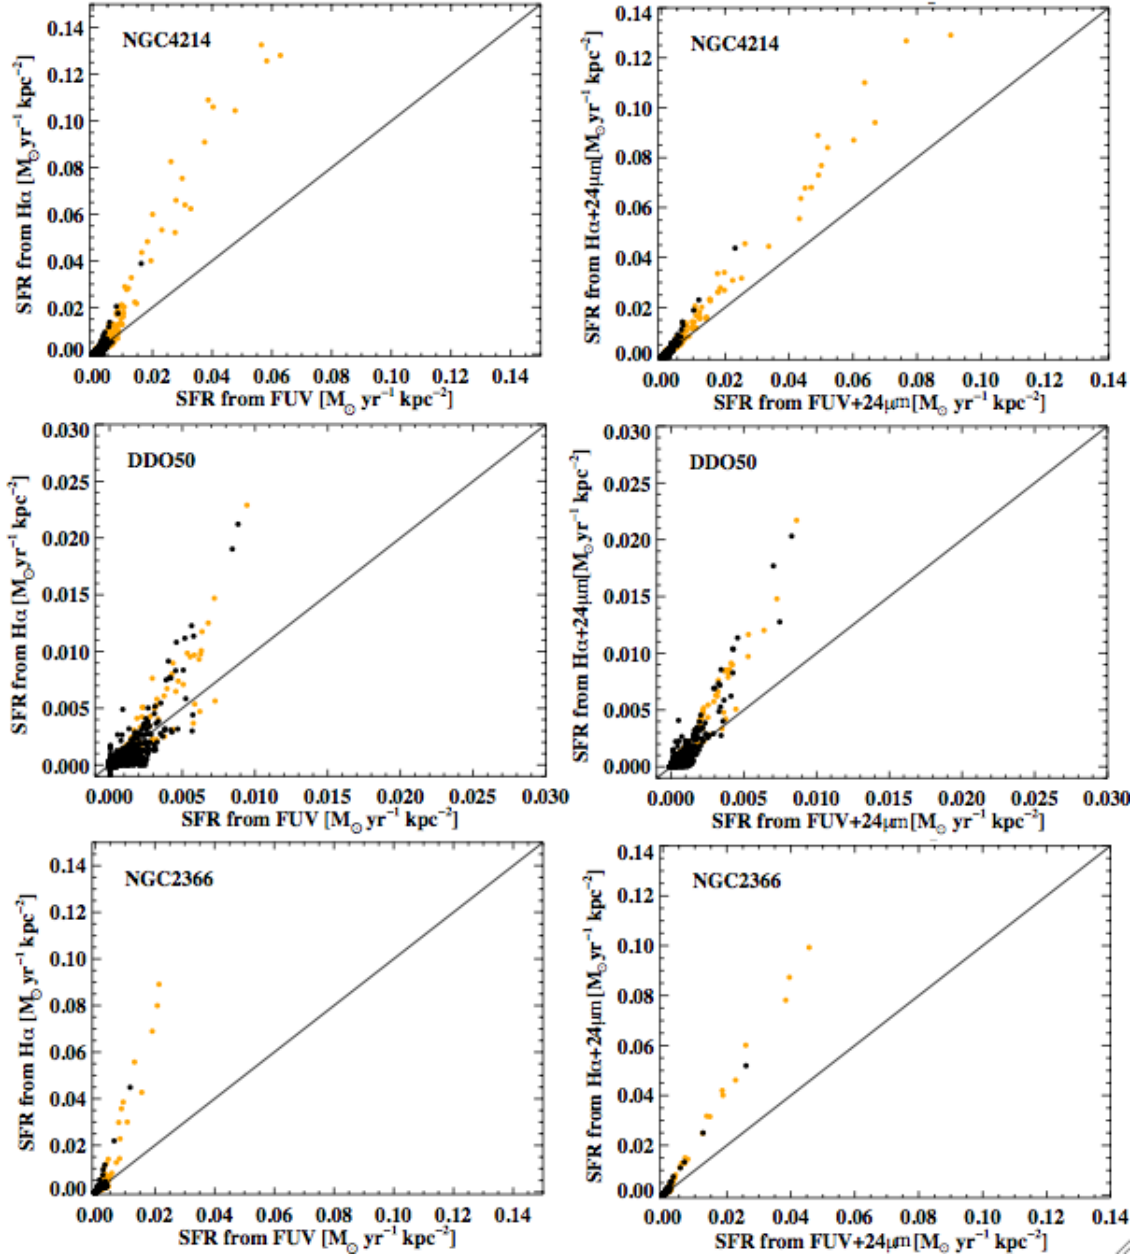 NGC4214
SFR from Hα [M⊙ yr⁻¹ kpc⁻²]
0.14
0.12
0.10
0.08
0.06
0.04
0.02
0.00
0.00 0.02 0.04 0.06 0.08 0.10 0.12 0.14
SFR from FUV [M⊙ yr⁻¹ kpc⁻²]
NGC4214
SFR from Hα+24μm[M⊙ yr⁻¹ kpc⁻²]
0.14
0.12
0.10
0.08
0.06
0.04
0.02
0.00
0.00 0.02 0.04 0.06 0.08 0.10 0.12 0.14
SFR from FUV+24μm[M⊙ yr⁻¹ kpc⁻²]
DDO50
SFR from Hα [M⊙ yr⁻¹ kpc⁻²]
0.030
0.025
0.020
0.015
0.010
0.005
0.000
0.000 0.005 0.010 0.015 0.020 0.025 0.030
SFR from FUV [M⊙ yr⁻¹ kpc⁻²]
DDO50
SFR from Hα+24μm[M⊙ yr⁻¹ kpc⁻²]
0.030
0.025
0.020
0.015
0.010
0.005
0.000
0.000 0.005 0.010 0.015 0.020 0.025 0.030
SFR from FUV+24μm[M⊙ yr⁻¹ kpc⁻²]
NGC2366
SFR from Hα [M⊙ yr⁻¹ kpc⁻²]
0.14
0.12
0.10
0.08
0.06
0.04
0.02
0.00
0.00 0.02 0.04 0.06 0.08 0.10 0.12 0.14
SFR from FUV [M⊙ yr⁻¹ kpc⁻²]
NGC2366
SFR from Hα+24μm[M⊙ yr⁻¹ kpc⁻²]
0.14
0.12
0.10
0.08
0.06
0.04
0.02
0.00
0.00 0.02 0.04 0.06 0.08 0.10 0.12 0.14
SFR from FUV+24μm[M⊙ yr⁻¹ kpc⁻²]